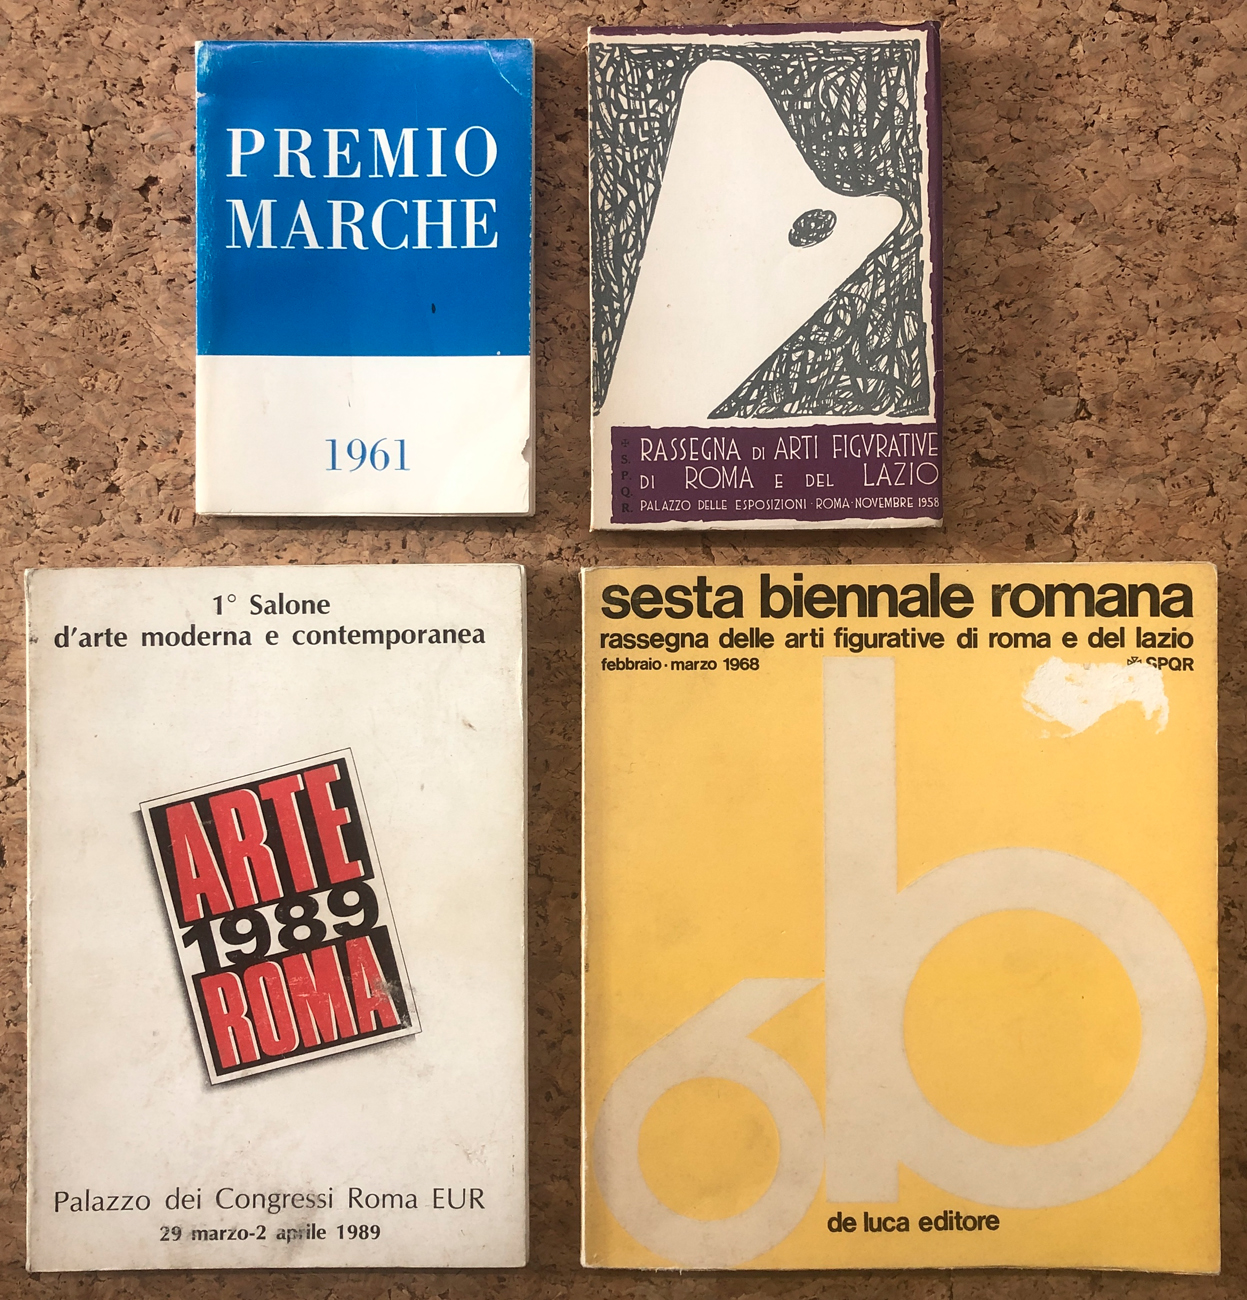 PREMIO
MARCHE
1961
S.
P.
Q.
R.
RASSEGNA DI ARTI FIGVRATIVE
DI ROMA E DEL LAZIO
PALAZZO DELLE ESPOSIZIONI · ROMA · NOVEMBRE 1958
1° Salone
d'arte moderna e contemporanea
ARTE
1989
ROMA
Palazzo dei Congressi Roma EUR
29 marzo-2 aprile 1989
sesta biennale romana
rassegna delle arti figurative di roma e del lazio
febbraio · marzo 1968
SPQR
6b
de luca editore